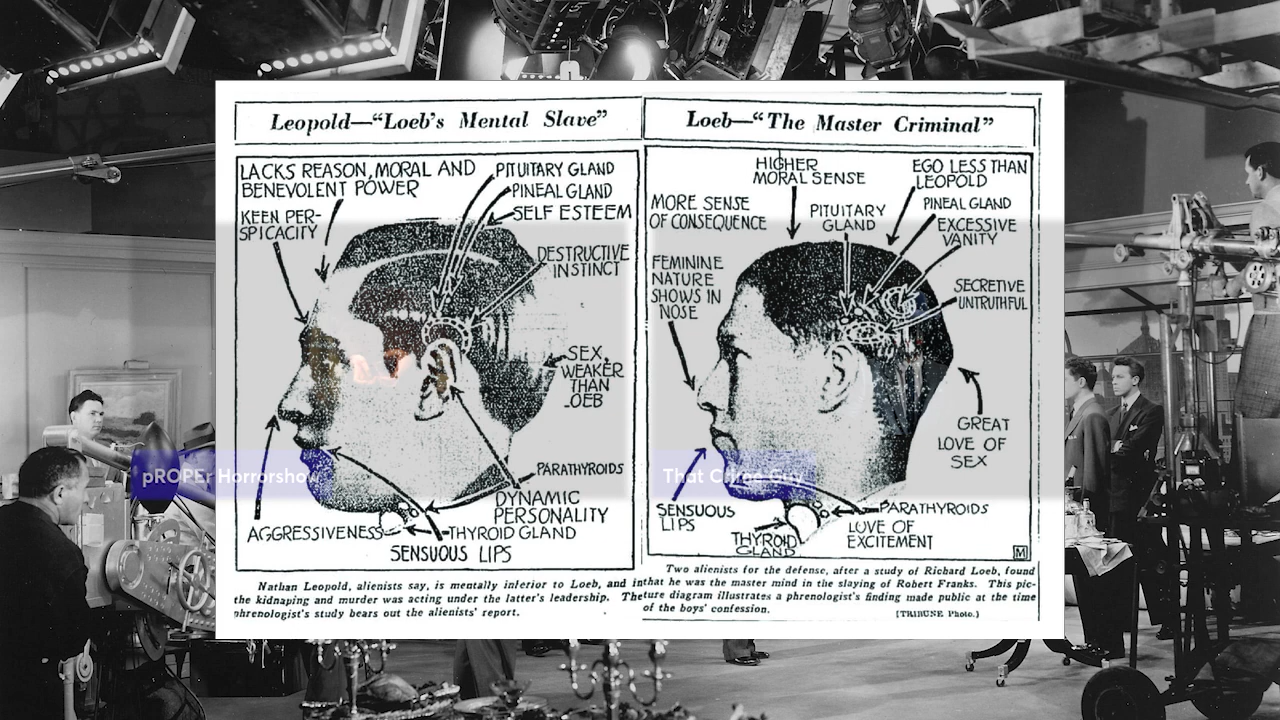 Leopold—“Loeb's Mental Slave”
LACKS REASON, MORAL AND
BENEVOLENT POWER
KEEN PER-
SPICACITY
PITUITARY GLAND
PINEAL GLAND
SELF ESTEEM
DESTRUCTIVE
INSTINCT
SEX,
WEAKER
THAN
OEB
PARATHYROIDS
DYNAMIC
PERSONALITY
AGGRESSIVENESS
THYROID GLAND
SENSUOUS LIPS
Nathan Leopold, alienists say, is mentally inferior to Loeb, and in
the kidnaping and murder was acting under the latter's leadership. The
phrenologist's study bears out the alienists' report.
Loeb—“The Master Criminal”
HIGHER
MORAL SENSE
EGO LESS THAN
LEOPOLD
MORE SENSE
OF CONSEQUENCE
PITUITARY
GLAND
PINEAL GLAND
EXCESSIVE
VANITY
FEMININE
NATURE
SHOWS IN
NOSE
SECRETIVE
UNTRUTHFUL
GREAT
LOVE OF
SEX
SENSUOUS
LIPS
PARATHYROIDS
THYROID
GLAND
LOVE OF
EXCITEMENT
M
Two alienists for the defense, after a study of Richard Loeb, found
that he was the master mind in the slaying of Robert Franks. This pic-
ture diagram illustrates a phrenologist's finding made public at the time
of the boys' confession.
[TRIBUNE Photo.]
pROPEr Horrorshow
That Crime Guy